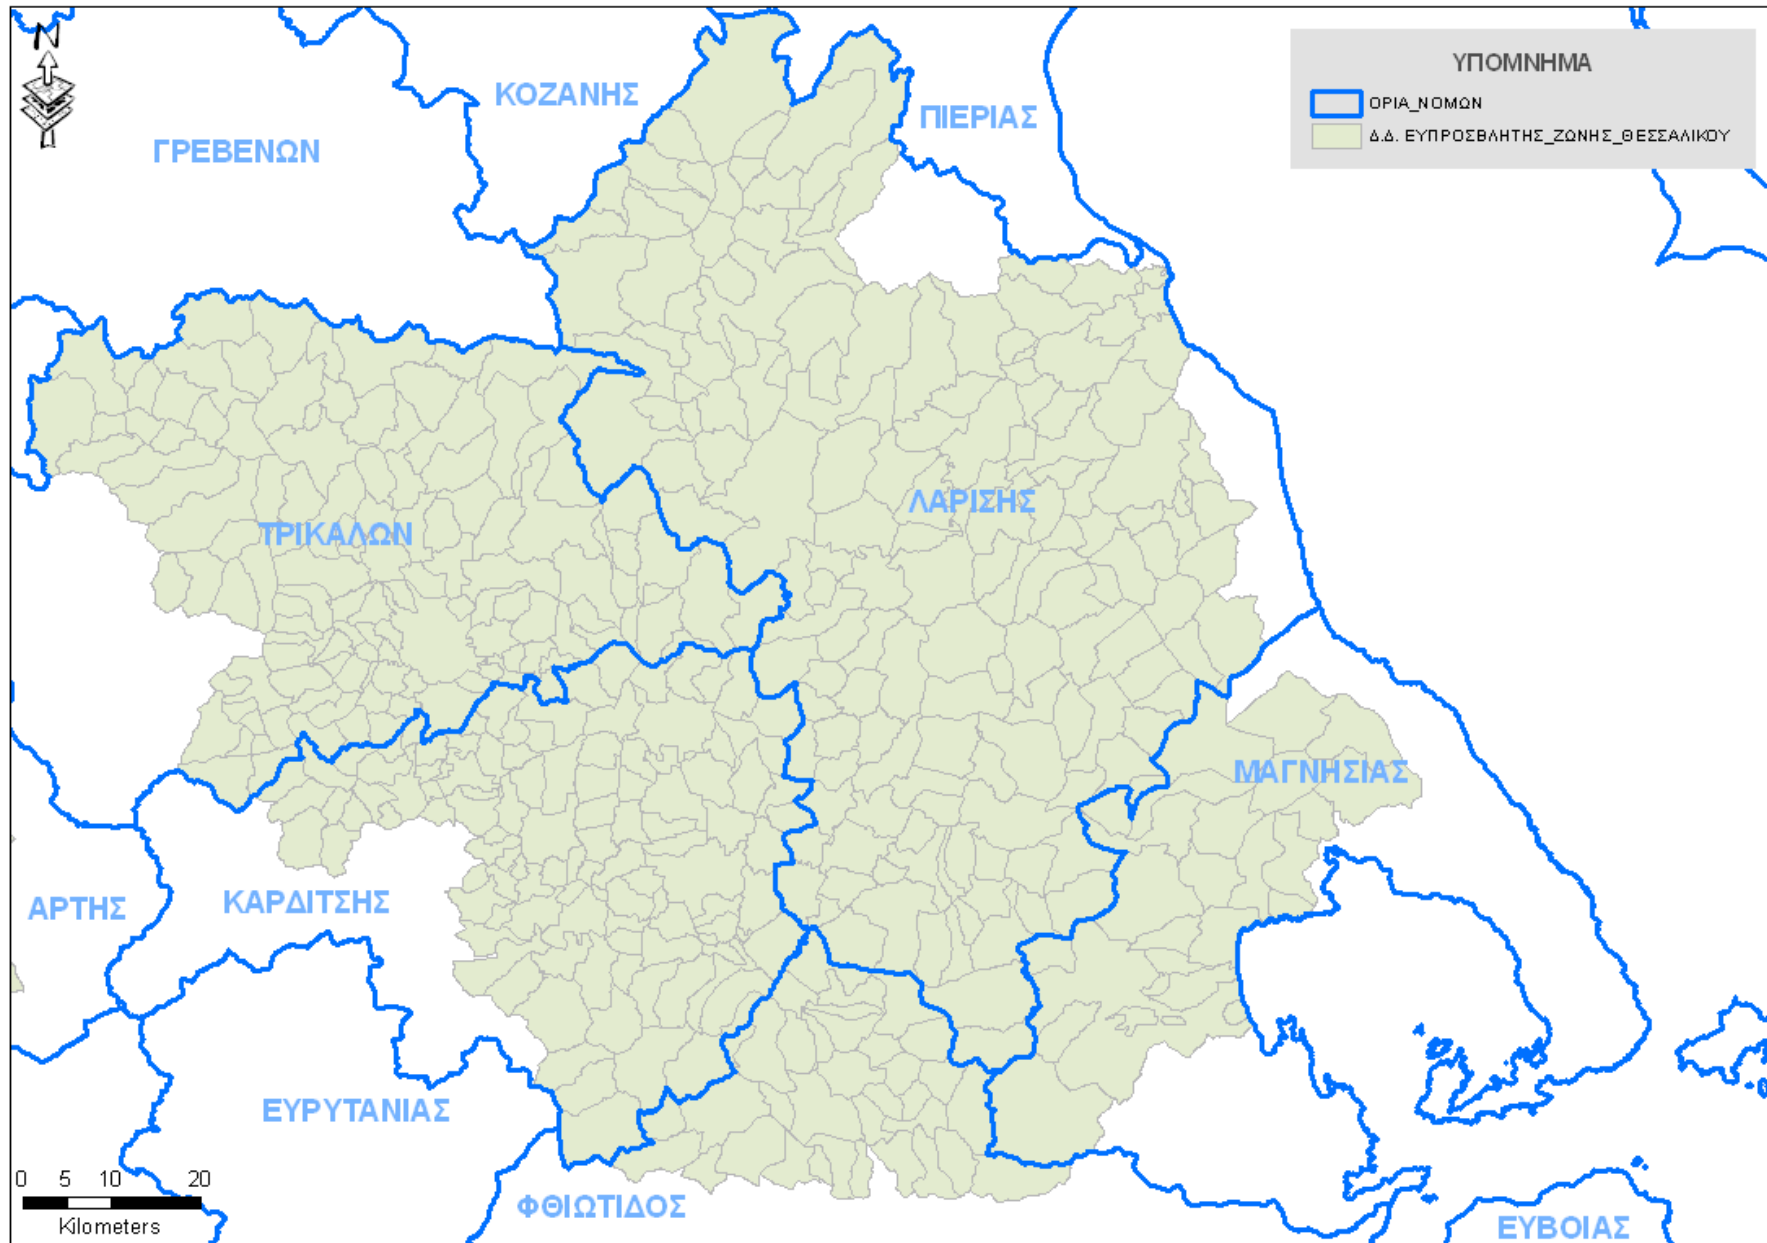 N
ΥΠΟΜΝΗΜΑ
ΟΡΙΑ_ΝΟΜΩΝ
Δ.Δ. ΕΥΠΡΟΣΒΛΗΤΗΣ_ΖΩΝΗΣ_ΘΕΣΣΑΛΙΚΟΥ
ΚΟΖΑΝΗΣ
ΠΙΕΡΙΑΣ
ΓΡΕΒΕΝΩΝ
ΛΑΡΙΣΗΣ
ΤΡΙΚΑΛΩΝ
ΜΑΓΝΗΣΙΑΣ
ΑΡΤΗΣ
ΚΑΡΔΙΤΣΗΣ
ΕΥΡΥΤΑΝΙΑΣ
ΦΘΙΩΤΙΔΟΣ
ΕΥΒΟΙΑΣ
0 5 10 20
Kilometers